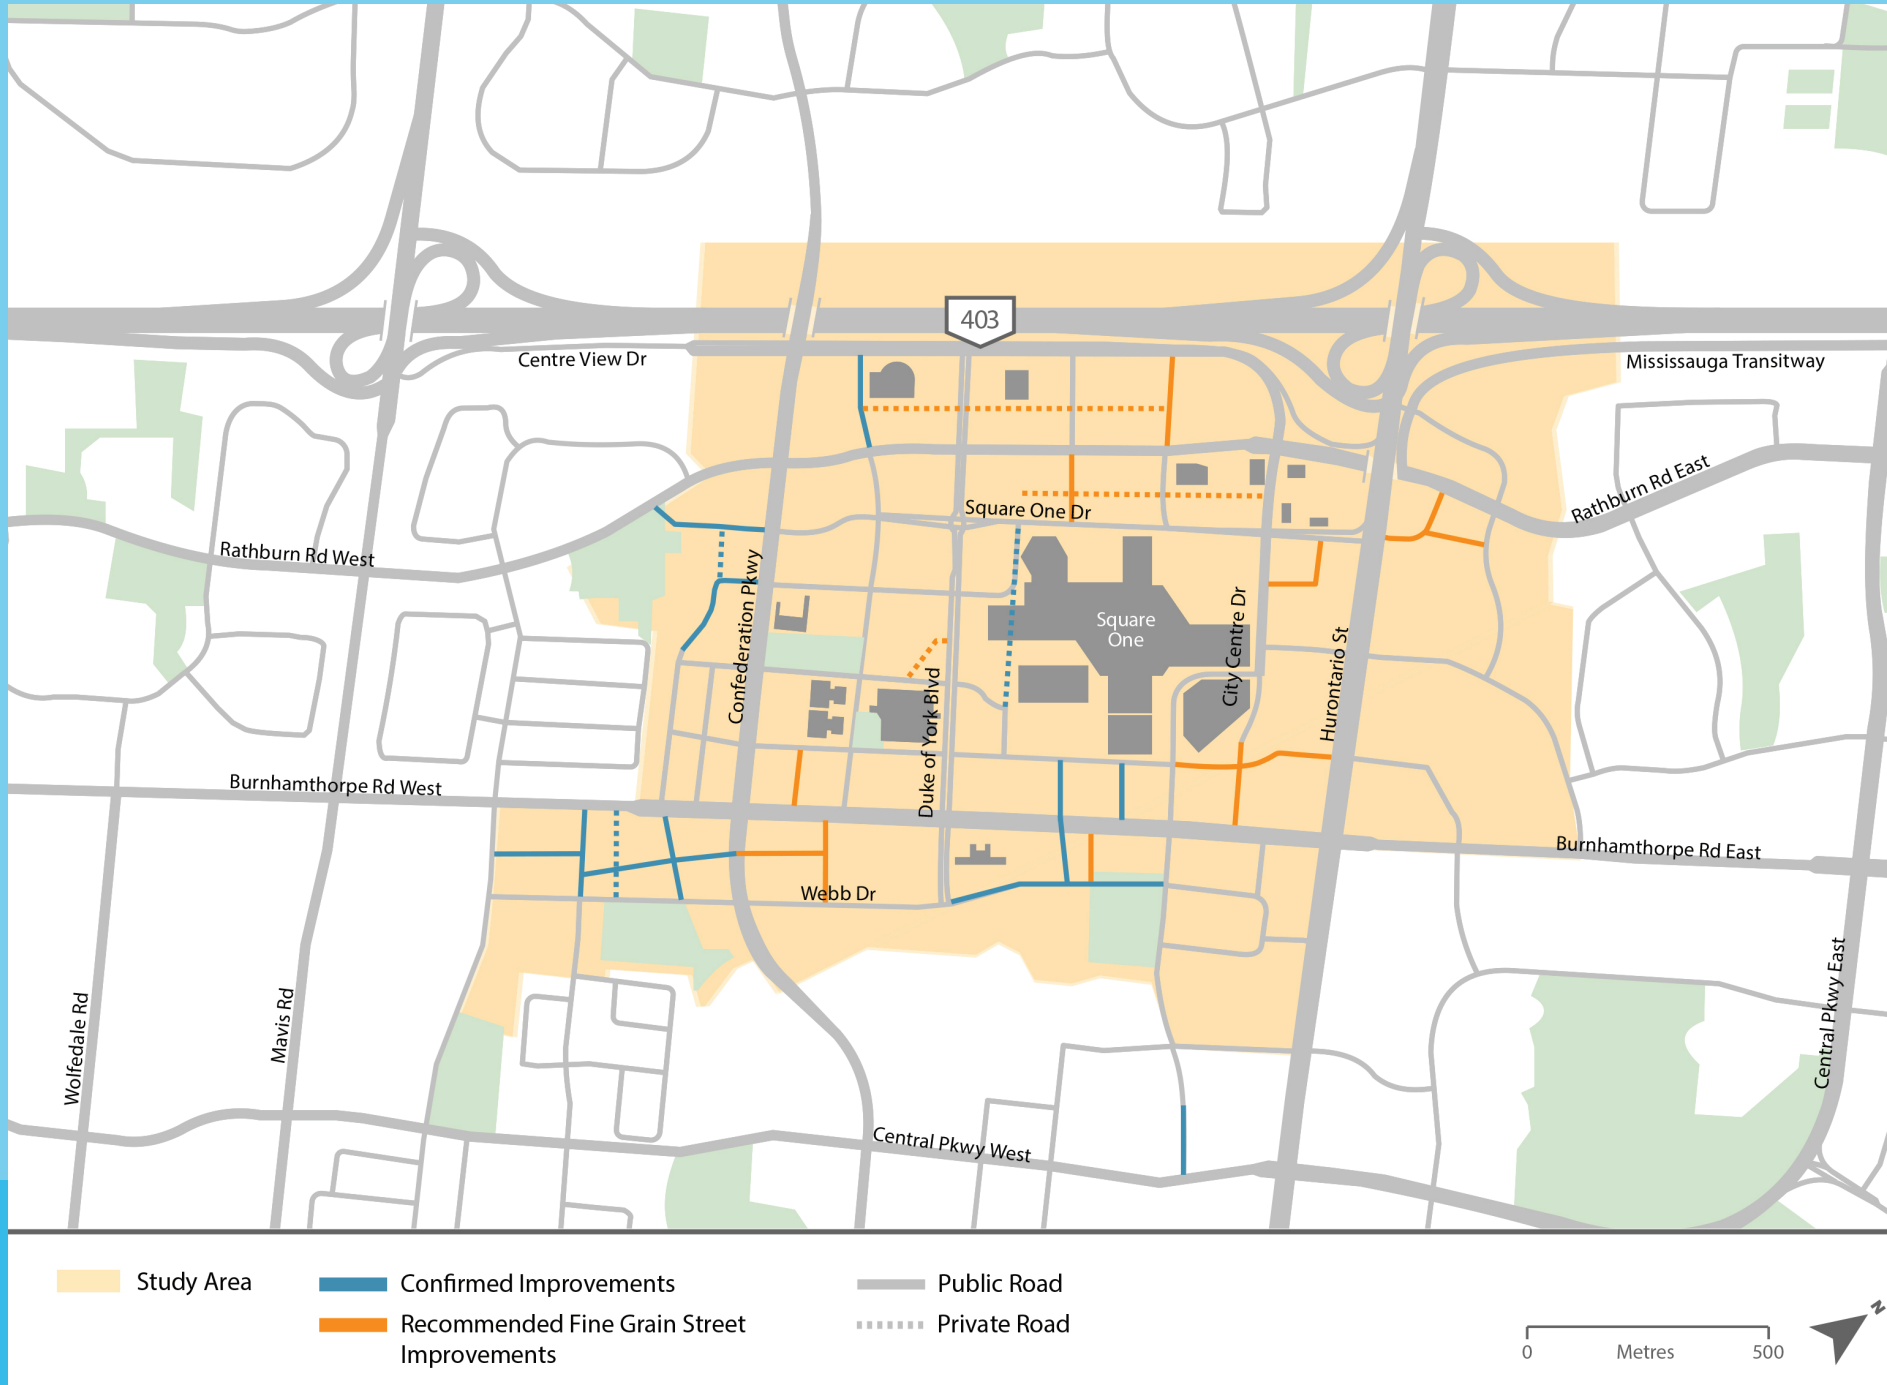 403
Centre View Dr
Mississauga Transitway
Rathburn Rd East
Square One Dr
Rathburn Rd West
Confederation Pkwy
Square
One
City Centre Dr
Hurontario St
Duke of York Blvd
Burnhamthorpe Rd West
Burnhamthorpe Rd East
Webb Dr
Wolfedale Rd
Mavis Rd
Central Pkwy East
Central Pkwy West
Study Area
Confirmed Improvements
Recommended Fine Grain Street
Improvements
Public Road
Private Road
0 Metres 500
N